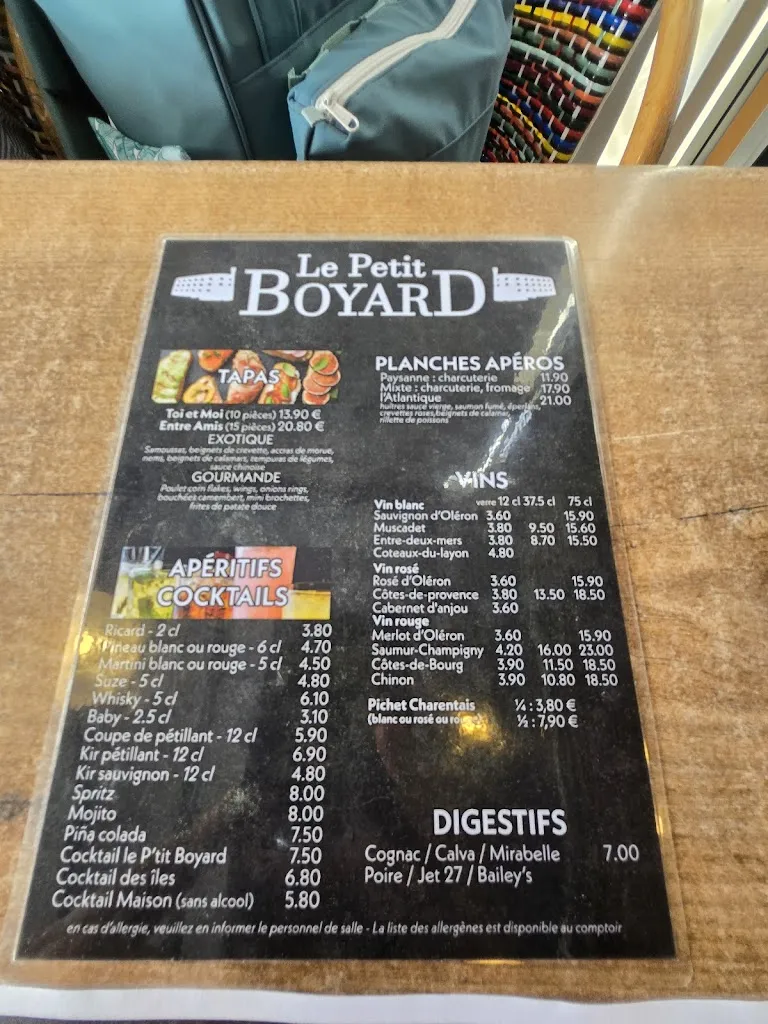 Le Petit
BOYARD
TAPAS
Toi et Moi (10 pièces) 13.90 €
Entre Amis (15 pièces) 20.80 €
EXOTIQUE
Samoussas, beignets de crevette, accras de morue,
nems, beignets de calamars, tempuras de légumes,
sauce chinoise
GOURMANDE
Poulet corn flakes, wings, onions rings,
bouchées camembert, mini brochettes,
frites de patate douce
APÉRITIFS
COCKTAILS
Ricard - 2 cl 3.80
Pineau blanc ou rouge - 6 cl 4.70
Martini blanc ou rouge - 5 cl 4.50
Suze - 5 cl 4.80
Whisky - 5 cl 6.10
Baby - 2.5 cl 3.10
Coupe de pétillant - 12 cl 5.90
Kir pétillant - 12 cl 6.90
Kir sauvignon - 12 cl 4.80
Spritz 8.00
Mojito 8.00
Piña colada 7.50
Cocktail le P'tit Boyard 7.50
Cocktail des îles 6.80
Cocktail Maison (sans alcool) 5.80
PLANCHES APÉROS
Paysanne : charcuterie 11.90
Mixte : charcuterie, fromage 17.90
l'Atlantique 21.00
huîtres sauce vierge, saumon fumé, éperlans,
crevettes roses, beignets de calamar,
rillette de poissons
VINS
Vin blanc verre 12 cl 37.5 cl 75 cl
Sauvignon d'Oléron 3.60 15.90
Muscadet 3.80 9.50 15.60
Entre-deux-mers 3.80 8.70 15.50
Coteaux-du-layon 4.80
Vin rosé
Rosé d'Oléron 3.60 15.90
Côtes-de-provence 3.80 13.50 18.50
Cabernet d'anjou 3.60
Vin rouge
Merlot d'Oléron 3.60 15.90
Saumur-Champigny 4.20 16.00 23.00
Côtes-de-Bourg 3.90 11.50 18.50
Chinon 3.90 10.80 18.50
Pichet Charentais ¼ : 3,80 €
(blanc ou rosé ou rouge) ½ : 7,90 €
DIGESTIFS
Cognac / Calva / Mirabelle 7.00
Poire / Jet 27 / Bailey's
en cas d'allergie, veuillez en informer le personnel de salle - La liste des allergènes est disponible au comptoir